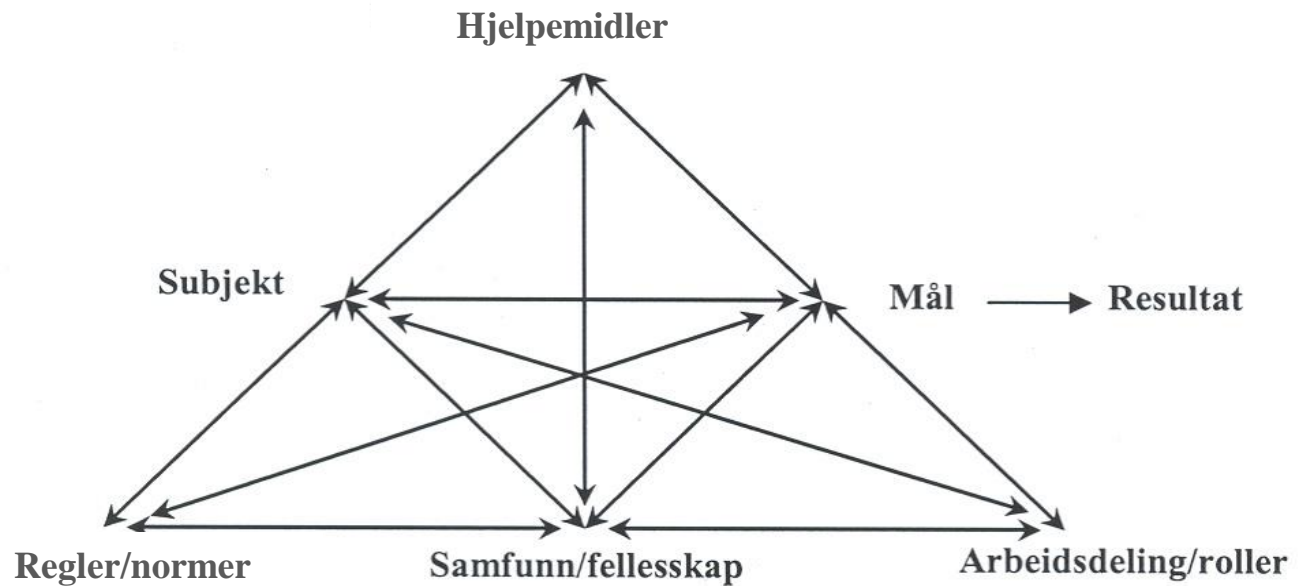 Hjelpemidler
Subjekt
Mål
Resultat
Regler/normer
Samfunn/fellesskap
Arbeidsdeling/roller